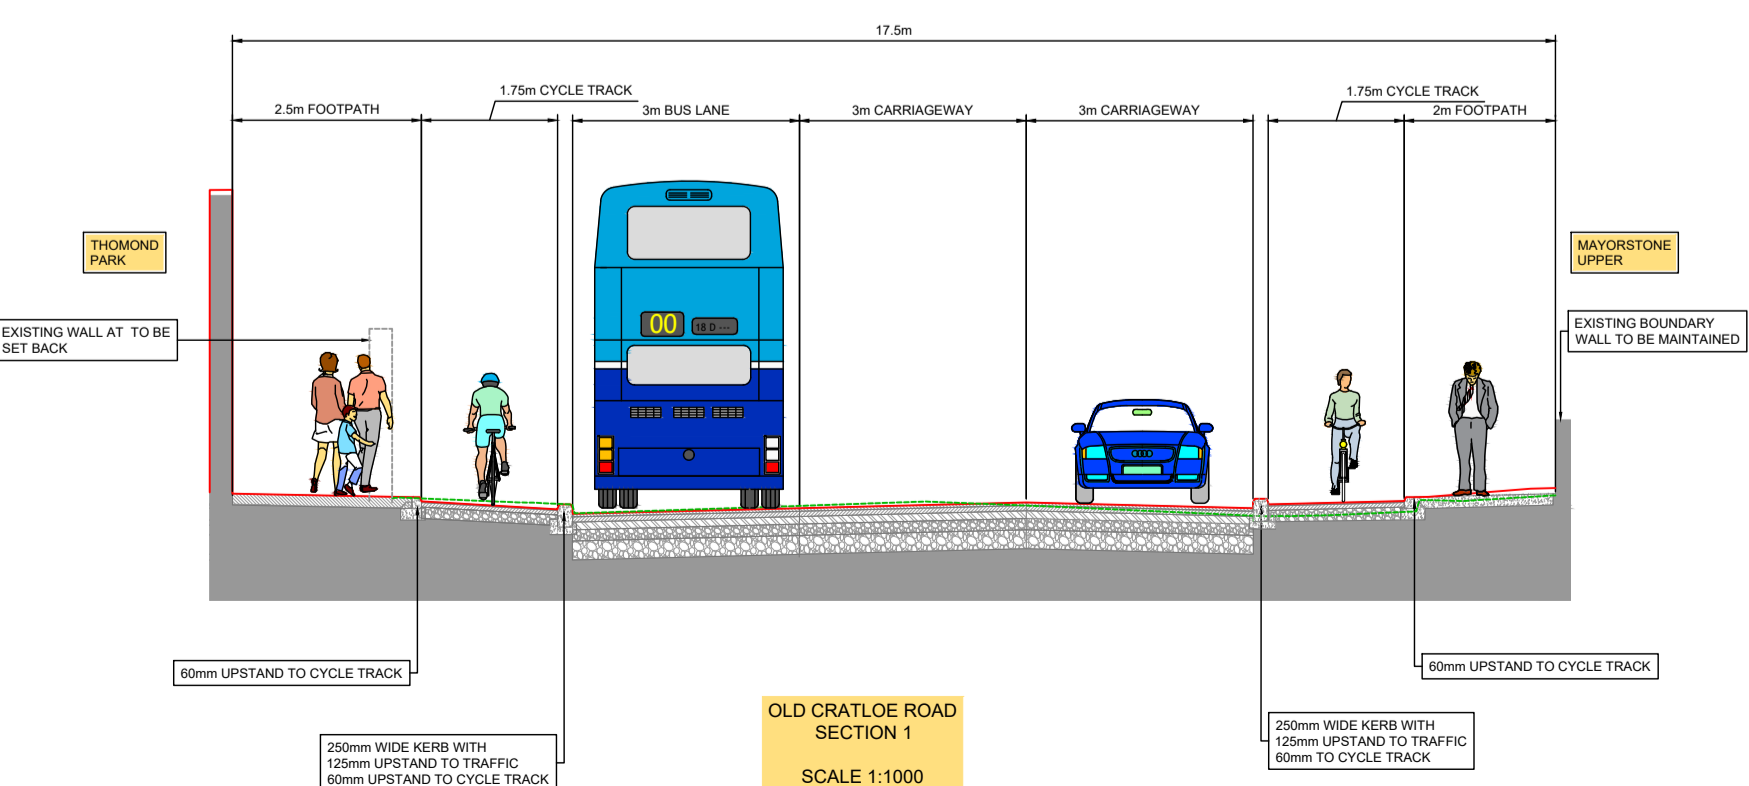 17.5m
1.75m CYCLE TRACK
1.75m CYCLE TRACK
2.5m FOOTPATH
3m BUS LANE
3m CARRIAGEWAY
3m CARRIAGEWAY
2m FOOTPATH
THOMOND
PARK
MAYORSTONE
UPPER
EXISTING WALL AT TO BE
SET BACK
EXISTING BOUNDARY
WALL TO BE MAINTAINED
00
18 D ---
60mm UPSTAND TO CYCLE TRACK
60mm UPSTAND TO CYCLE TRACK
250mm WIDE KERB WITH
125mm UPSTAND TO TRAFFIC
60mm UPSTAND TO CYCLE TRACK
OLD CRATLOE ROAD
SECTION 1
SCALE 1:1000
250mm WIDE KERB WITH
125mm UPSTAND TO TRAFFIC
60mm TO CYCLE TRACK